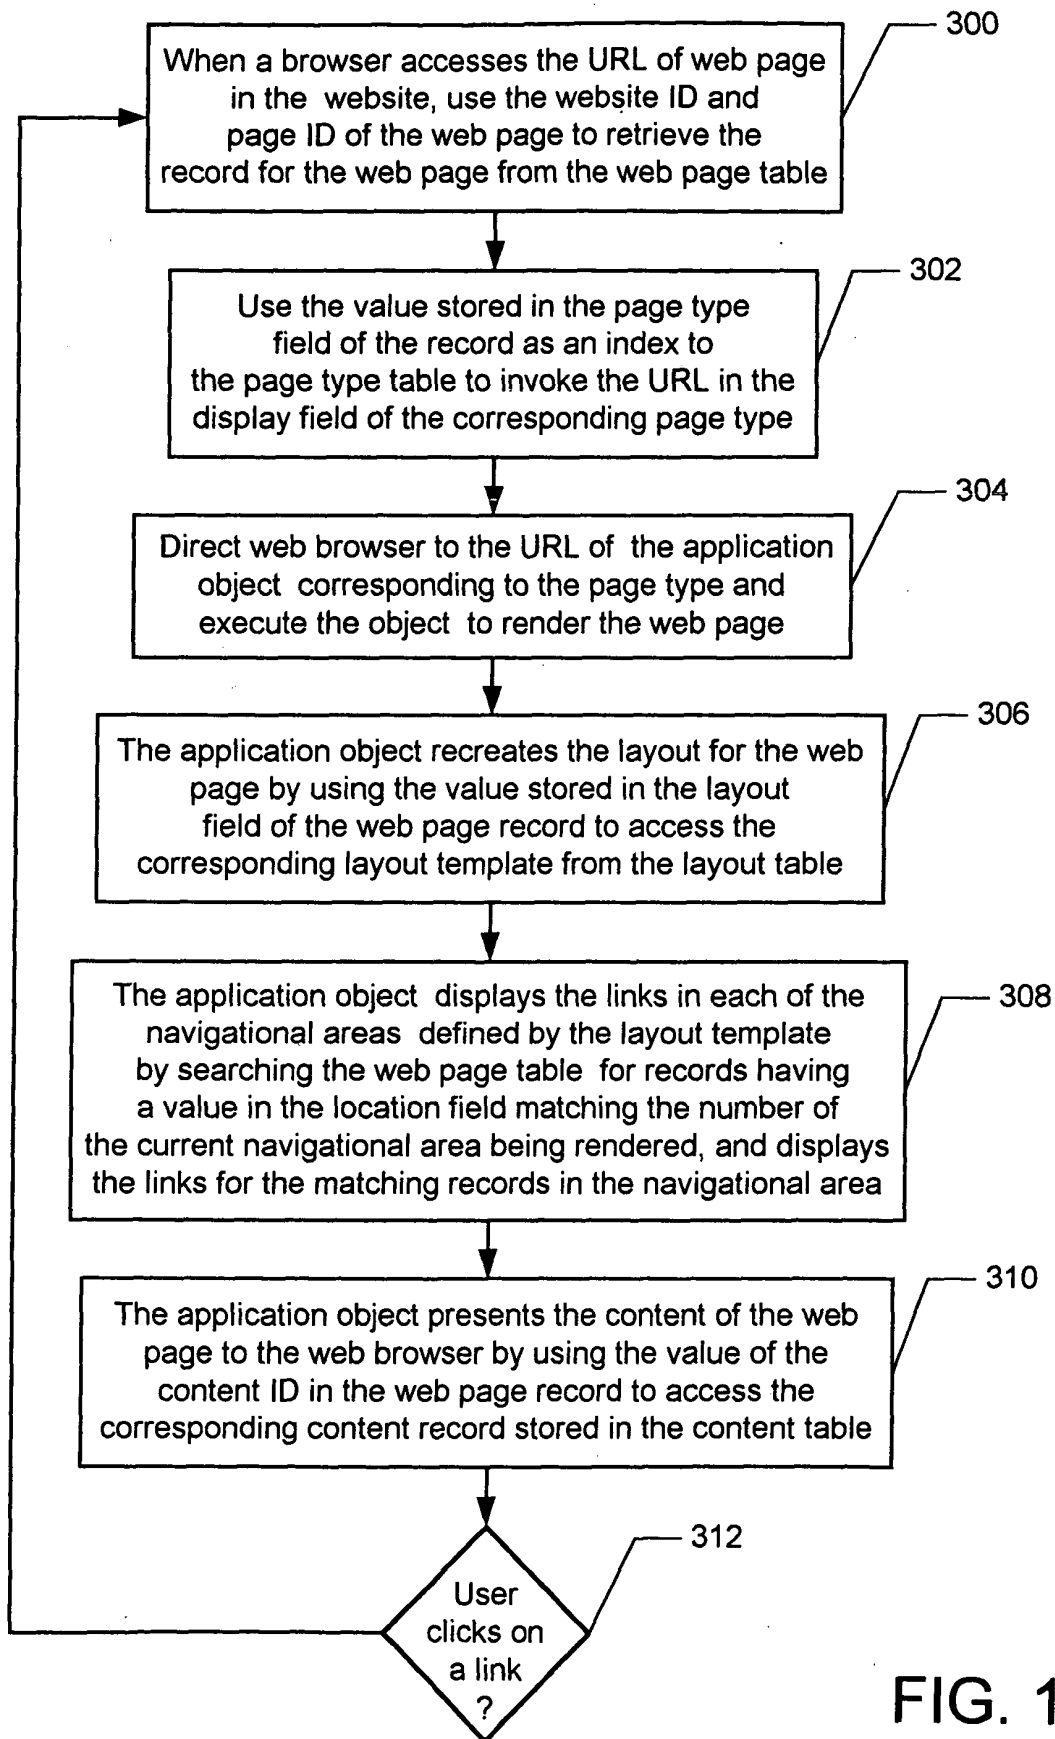 300
When a browser accesses the URL of web page
in the website, use the website ID and
page ID of the web page to retrieve the
record for the web page from the web page table
302
Use the value stored in the page type
field of the record as an index to
the page type table to invoke the URL in the
display field of the corresponding page type
304
Direct web browser to the URL of the application
object corresponding to the page type and
execute the object to render the web page
306
The application object recreates the layout for the web
page by using the value stored in the layout
field of the web page record to access the
corresponding layout template from the layout table
308
The application object displays the links in each of the
navigational areas defined by the layout template
by searching the web page table for records having
a value in the location field matching the number of
the current navigational area being rendered, and displays
the links for the matching records in the navigational area
310
The application object presents the content of the web
page to the web browser by using the value of the
content ID in the web page record to access the
corresponding content record stored in the content table
312
User
clicks on
a link
?
FIG. 1